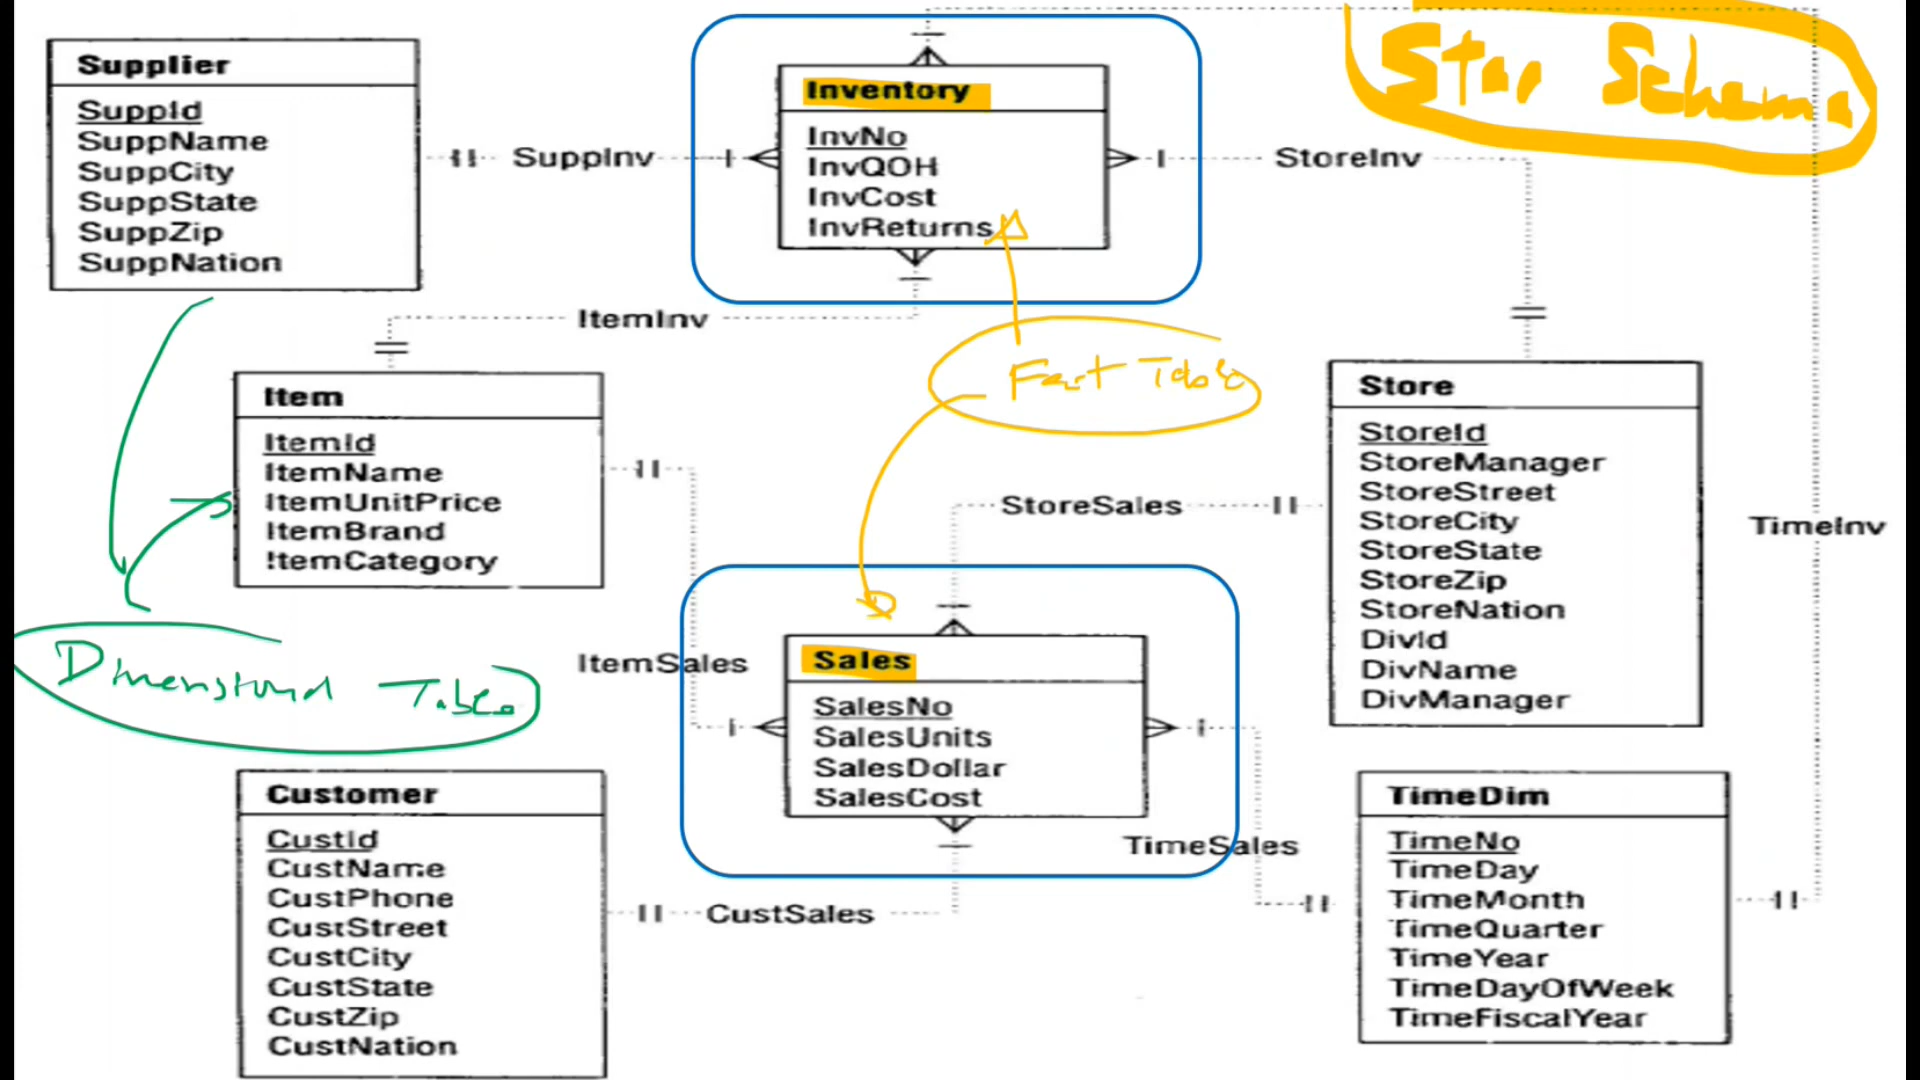 Star Schema
Supplier
SuppId
SuppName
SuppCity
SuppState
SuppZip
SuppNation
SuppInv
Inventory
InvNo
InvQOH
InvCost
InvReturns
StoreInv
ItemInv
Fact Table
Item
ItemId
ItemName
ItemUnitPrice
ItemBrand
!temCategory
Store
StoreId
StoreManager
StoreStreet
StoreCity
StoreState
StoreZip
StoreNation
DivId
DivName
DivManager
StoreSales
TimeInv
Dimensional Table
ItemSales
Sales
SalesNo
SalesUnits
SalesDollar
SalesCost
TimeSales
Customer
CustId
CustName
CustPhone
CustStreet
CustCity
CustState
CustZip
CustNation
CustSales
TimeDim
TimeNo
TimeDay
TimeMonth
TimeQuarter
TimeYear
TimeDayOfWeek
TimeFiscalYear